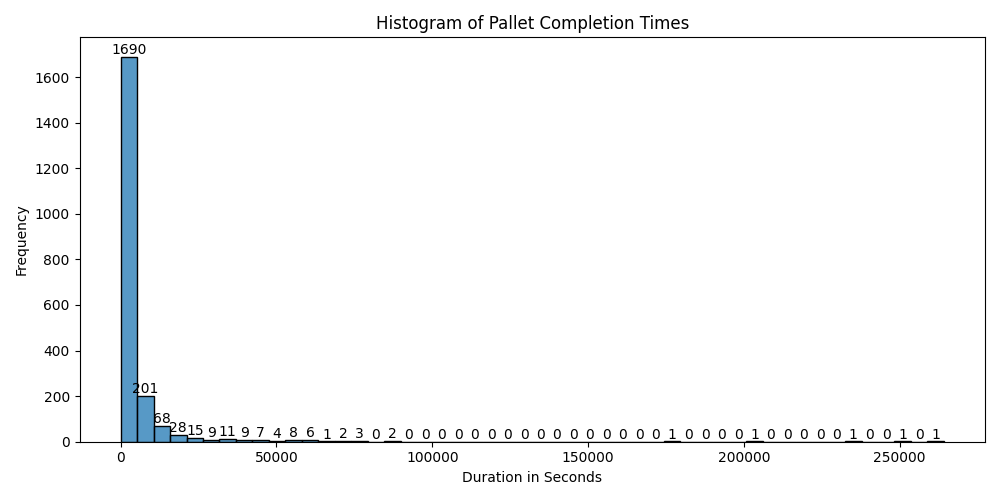 Histogram of Pallet Completion Times
1690
1600
1400
1200
1000
800
600
400
200
0
Frequency
201
68
28 15 9 11 9 7 4 8 6 1 2 3 0 2 0 0 0 0 0 0 0 0 0 0 0 0 0 0 0 0 1 0 0 0 0 1 0 0 0 0 0 1 0 0 1 0 1
0 50000 100000 150000 200000 250000
Duration in Seconds